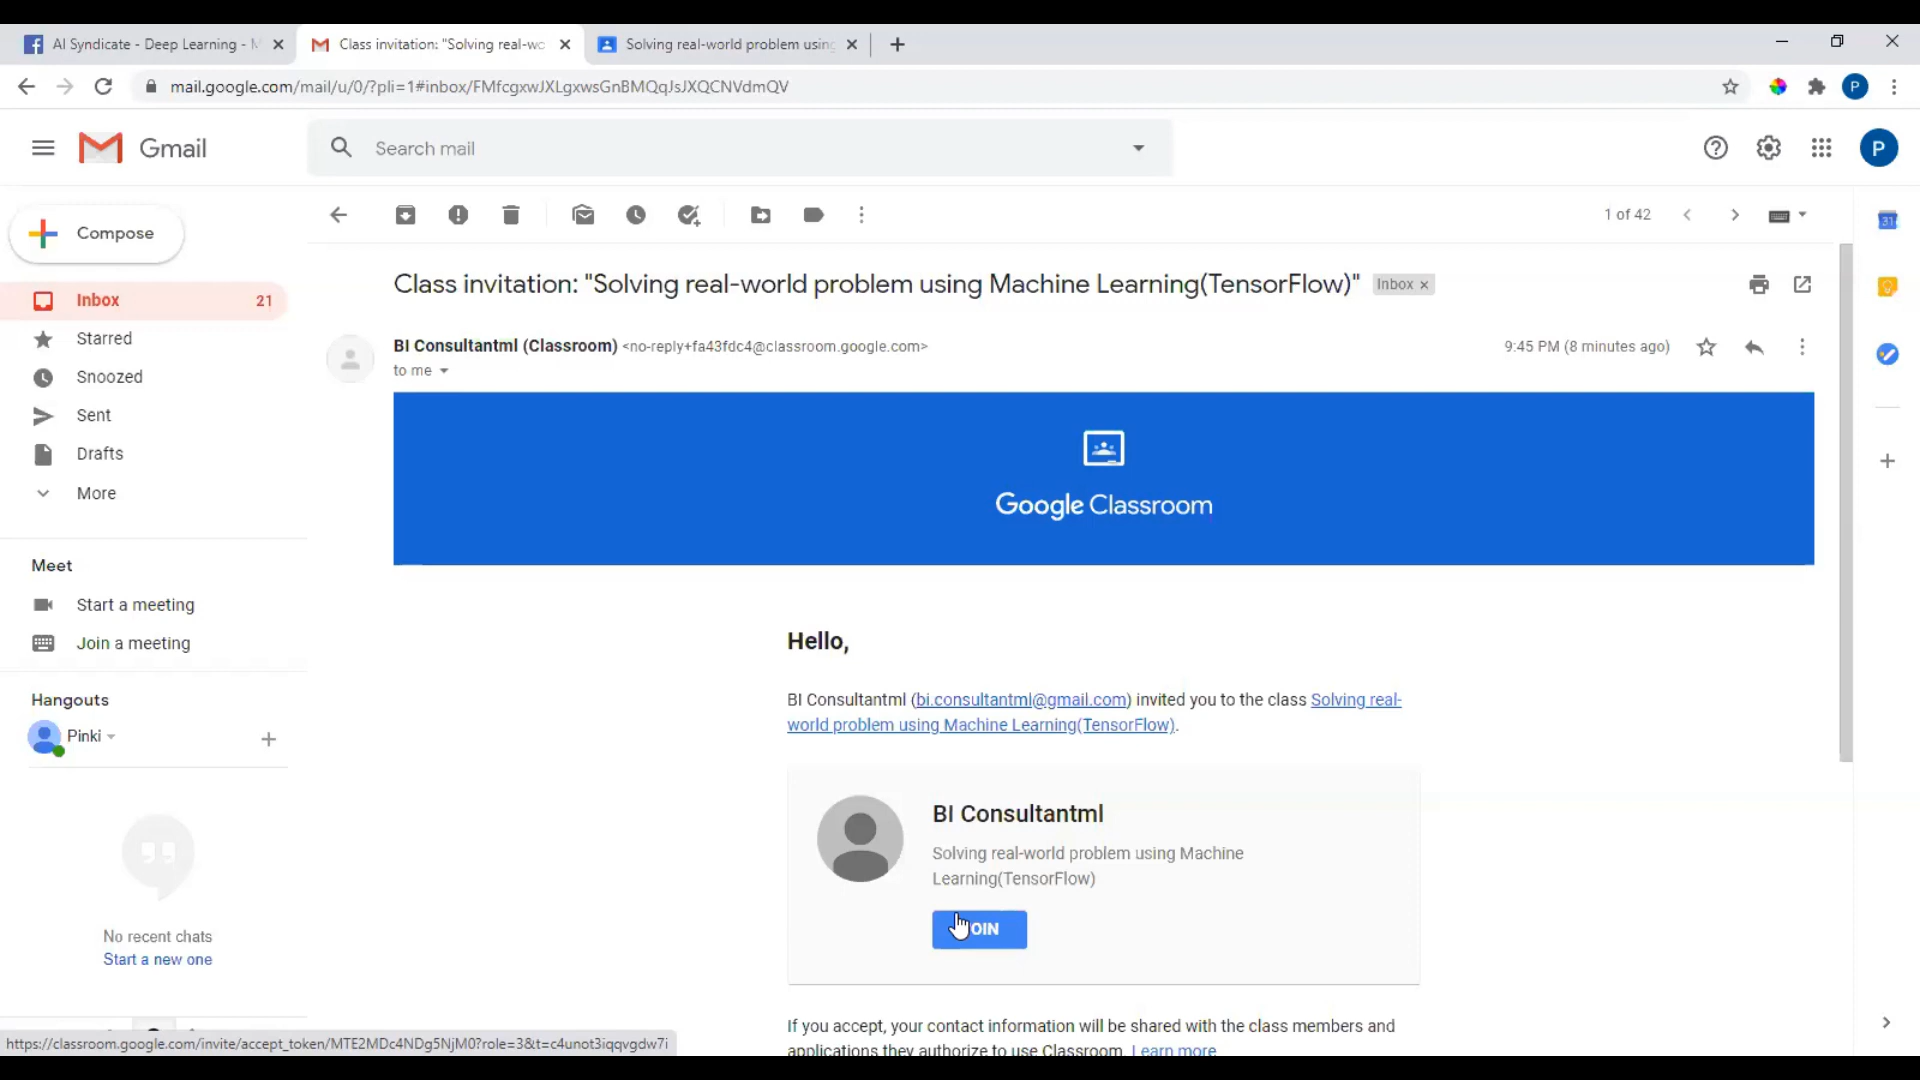 AI Syndicate - Deep Learning - M
Class invitation: "Solving real-wo
Solving real-world problem using
mail.google.com/mail/u/0/?pli=1#inbox/FMfcgxwJXLgxwsGnBMQqJsJXQCNVdmQV
P
Gmail
Search mail
P
Compose
1 of 42
31
Class invitation: "Solving real-world problem using Machine Learning(TensorFlow)"
Inbox ×
Inbox 21
Starred
Snoozed
Sent
Drafts
More
BI Consultantml (Classroom) <no-reply+fa43fdc4@classroom.google.com>
9:45 PM (8 minutes ago)
to me
Google Classroom
Meet
Start a meeting
Join a meeting
Hangouts
Pinki
No recent chats
Start a new one
Hello,
BI Consultantml (bi.consultantml@gmail.com) invited you to the class Solving real-
world problem using Machine Learning(TensorFlow).
BI Consultantml
Solving real-world problem using Machine
Learning(TensorFlow)
OIN
If you accept, your contact information will be shared with the class members and
applications they authorize to use Classroom. Learn more
https://classroom.google.com/invite/accept_token/MTE2MDc4NDg5NjM0?role=3&t=c4unot3iqqvgdw7i